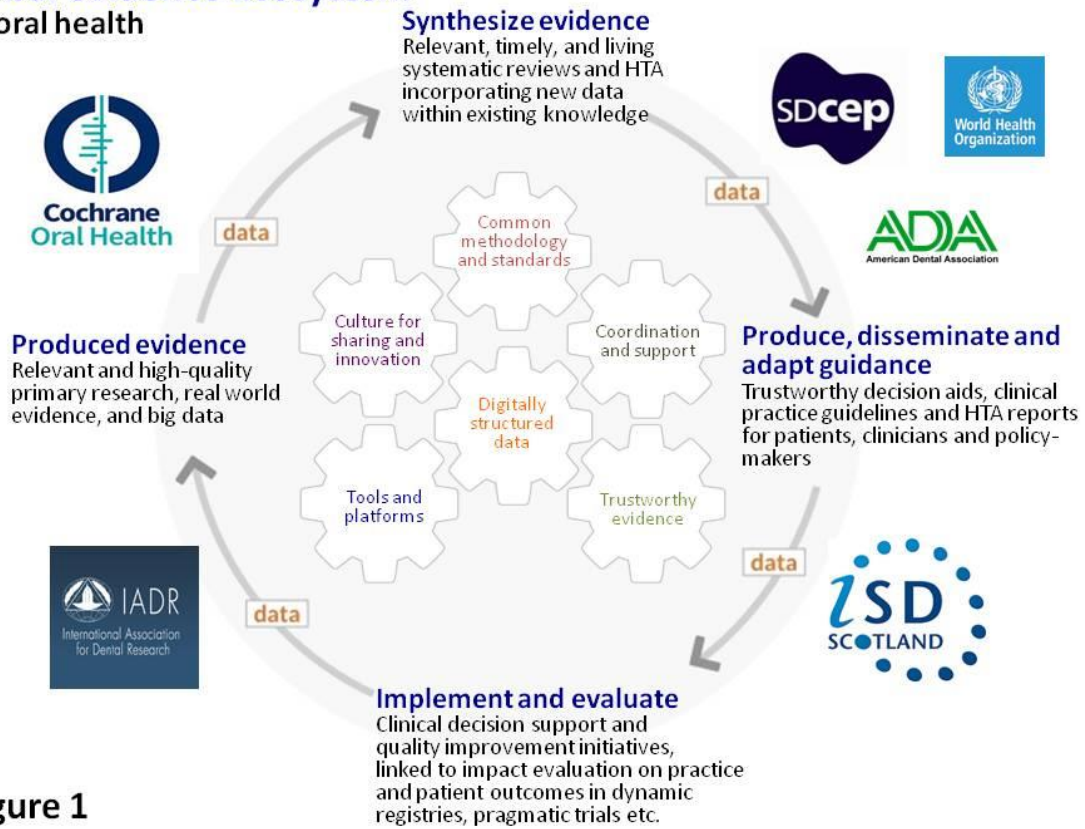 oral health
Synthesize evidence
Relevant, timely, and living
systematic reviews and HTA
incorporating new data
within existing knowledge
SDcep
World Health
Organization
Cochrane
Oral Health
data
data
ADA
American Dental Association
Common
methodology
and standards
Culture for
sharing and
innovation
Coordination
and support
Produced evidence
Relevant and high-quality
primary research, real world
evidence, and big data
Produce, disseminate and
adapt guidance
Trustworthy decision aids, clinical
practice guidelines and HTA reports
for patients, clinicians and policy-
makers
Digitally
structured
data
Tools and
platforms
Trustworthy
evidence
IADR
International Association
for Dental Research
data
data
iSD
SCOTLAND
Implement and evaluate
Clinical decision support and
quality improvement initiatives,
linked to impact evaluation on practice
and patient outcomes in dynamic
registries, pragmatic trials etc.
gure 1